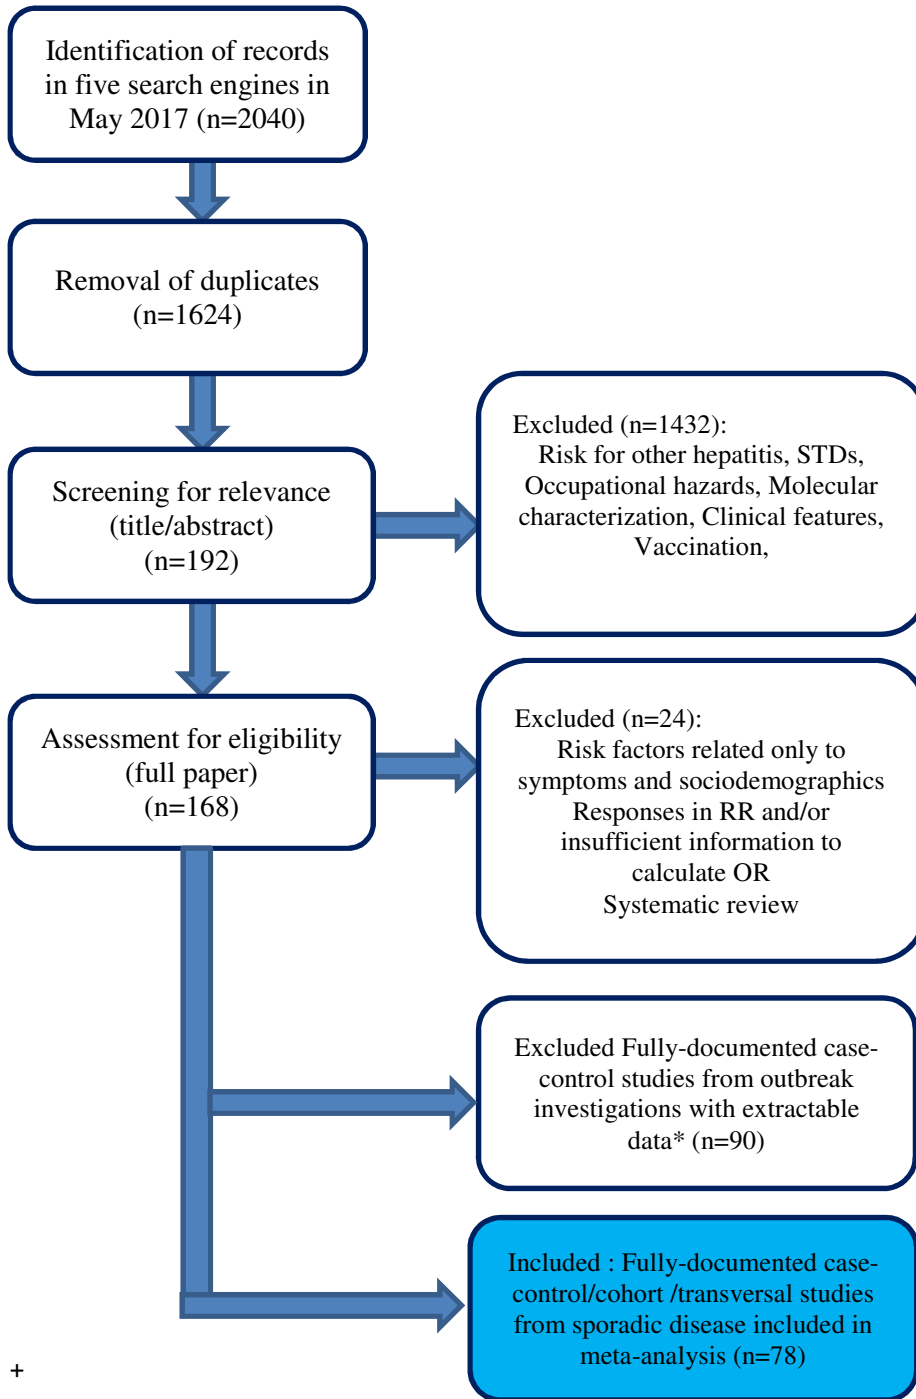 Identification of records
in five search engines in
May 2017 (n=2040)
Removal of duplicates
(n=1624)
Screening for relevance
(title/abstract)
(n=192)
Excluded (n=1432):
Risk for other hepatitis, STDs,
Occupational hazards, Molecular
characterization, Clinical features,
Vaccination,
Assessment for eligibility
(full paper)
(n=168)
Excluded (n=24):
Risk factors related only to
symptoms and sociodemographics
Responses in RR and/or
insufficient information to
calculate OR
Systematic review
Excluded Fully-documented case-
control studies from outbreak
investigations with extractable
data* (n=90)
Included : Fully-documented case-
control/cohort /transversal studies
from sporadic disease included in
meta-analysis (n=78)
+